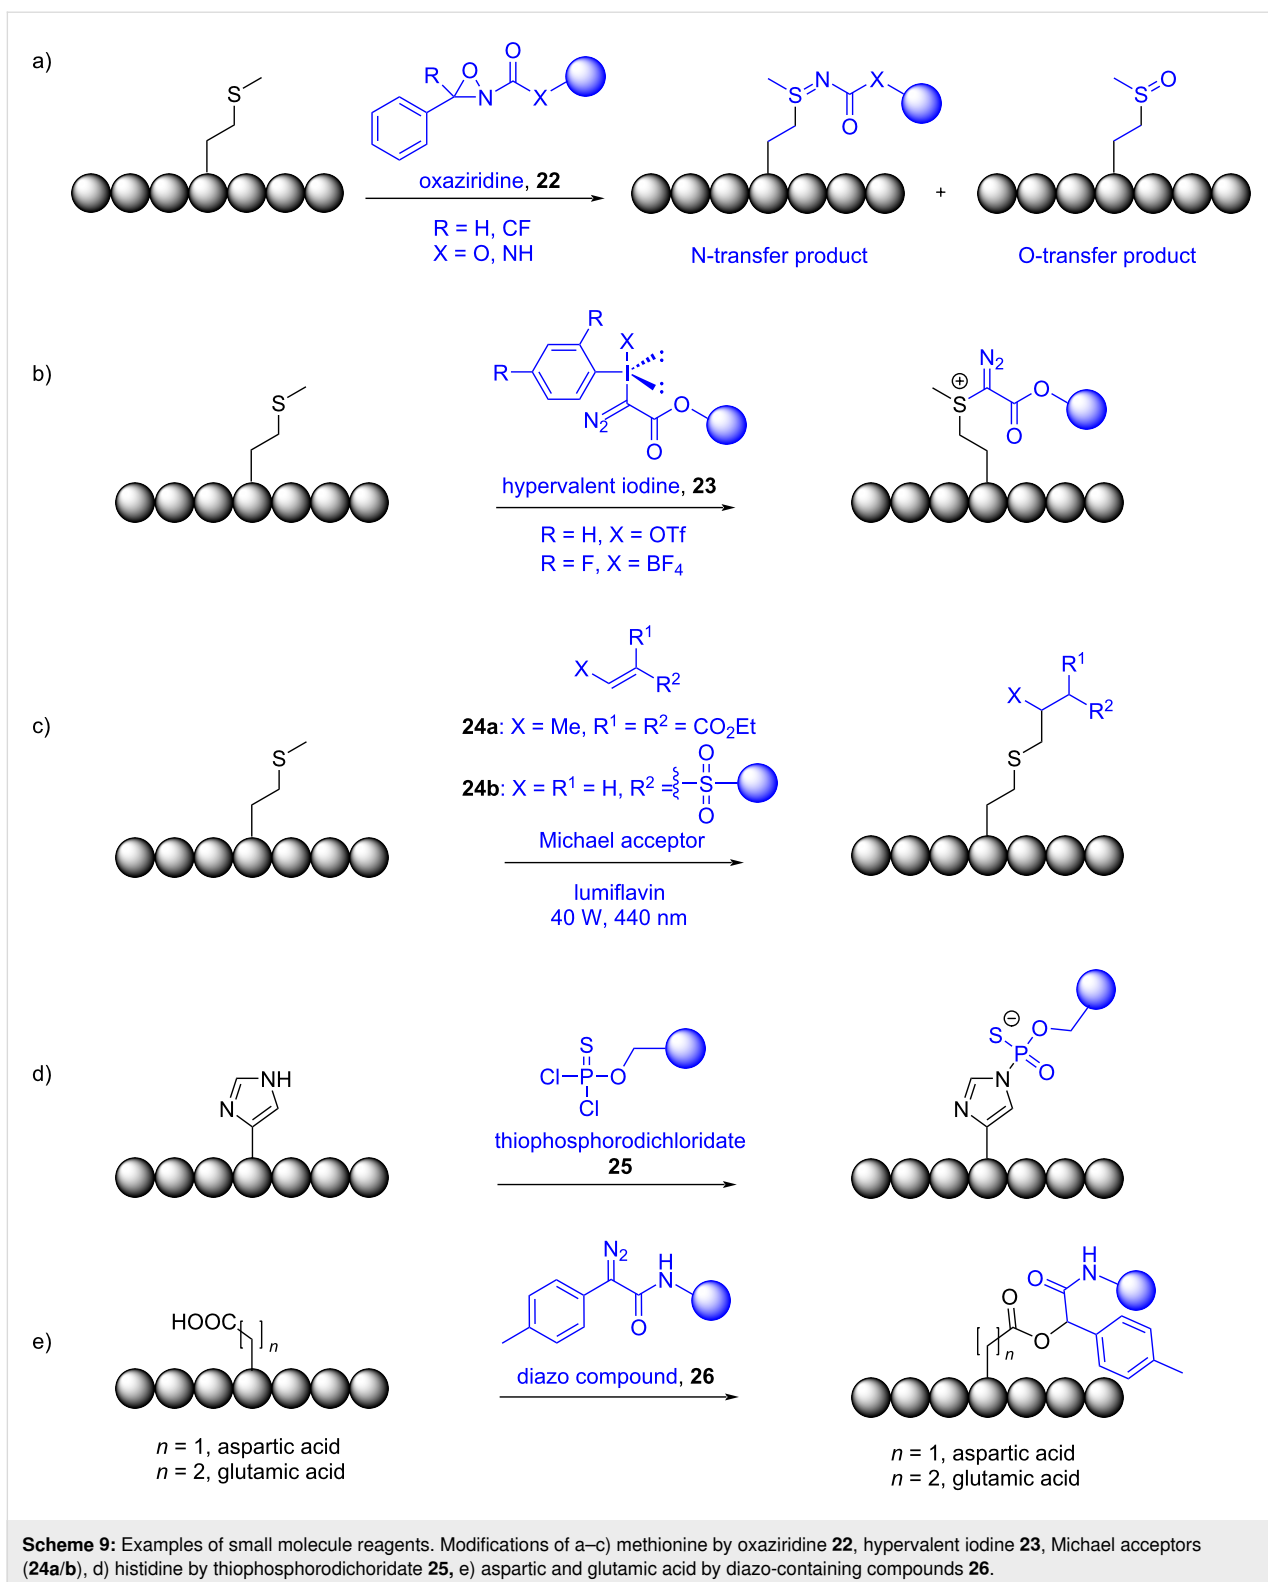 a)
S
R
O
N
O
X
oxaziridine, 22
R = H, CF
X = O, NH
S
N
X
O
N-transfer product
+
S
O
O-transfer product
b)
S
R
R
X
I
:
:
N2
O
O
hypervalent iodine, 23
R = H, X = OTf
R = F, X = BF4
S
⊕
N2
O
O
c)
S
X
R1
R2
24a: X = Me, R1 = R2 = CO2Et
24b: X = R1 = H, R2 =
O
S
O
Michael acceptor
lumiflavin
40 W, 440 nm
X
R1
R2
S
d)
NH
N
S
Cl
P
O
Cl
thiophosphorodichloridate
25
S
⊖
O
P
O
N
N
e)
HOOC
n
n = 1, aspartic acid
n = 2, glutamic acid
N2
H
N
O
diazo compound, 26
H
N
O
O
O
n
n = 1, aspartic acid
n = 2, glutamic acid
Scheme 9: Examples of small molecule reagents. Modifications of a–c) methionine by oxaziridine 22, hypervalent iodine 23, Michael acceptors
(24a/b), d) histidine by thiophosphorodichoridate 25, e) aspartic and glutamic acid by diazo-containing compounds 26.